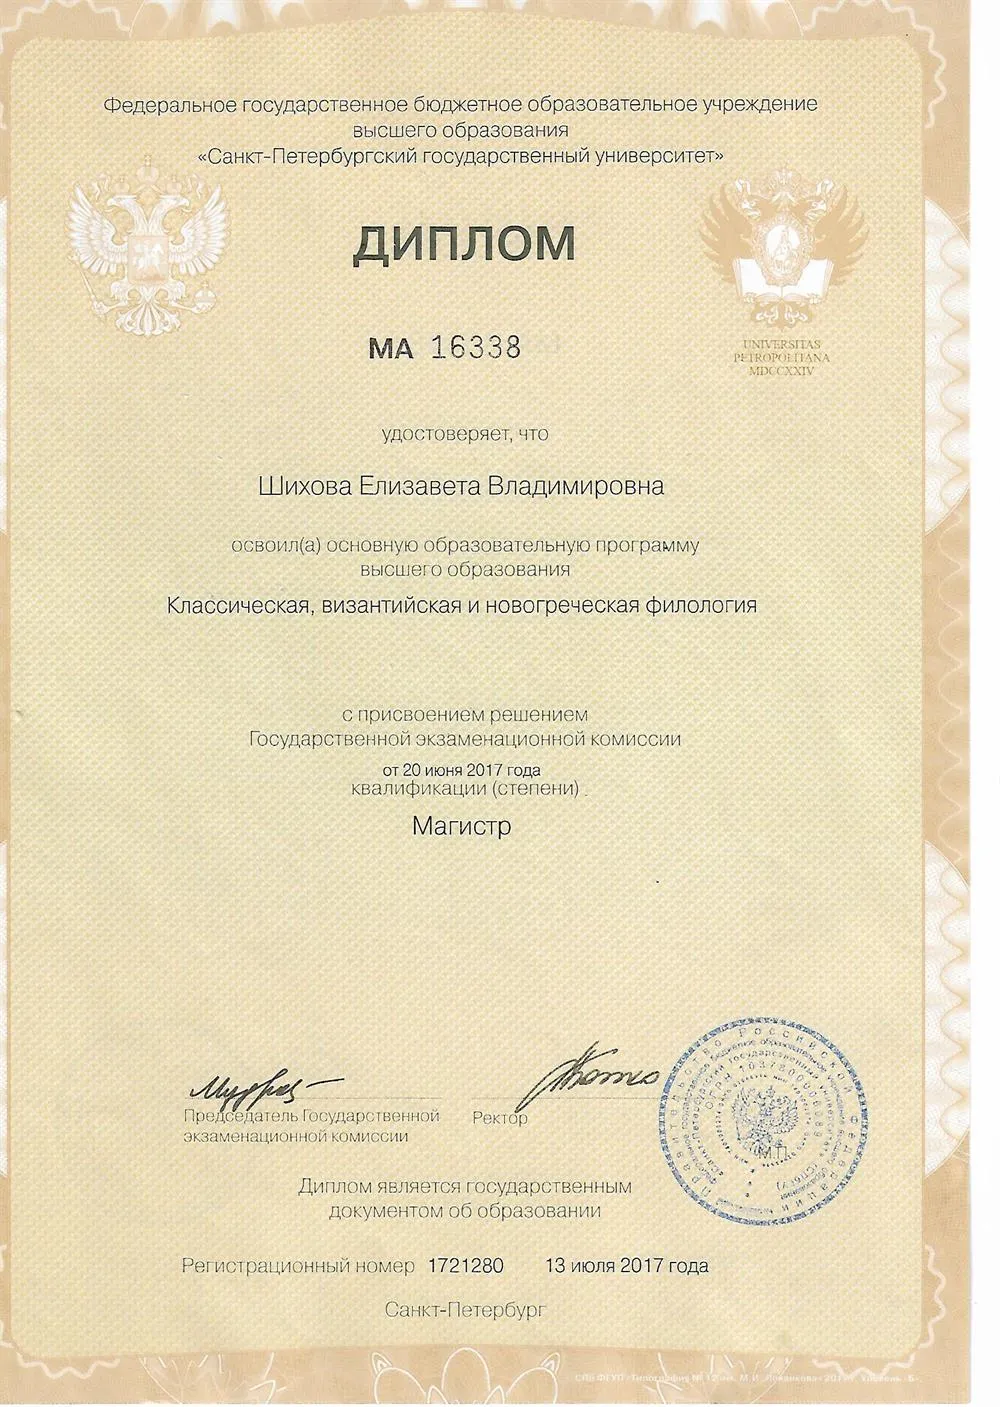 Федеральное государственное бюджетное образовательное учреждение
высшего образования
«Санкт-Петербургский государственный университет»
ДИПЛОМ
МА 16338
UNIVERSITAS
PETROPOLITANA
MDCCXXIV
удостоверяет, что
Шихова Елизавета Владимировна
освоил(а) основную образовательную программу
высшего образования
Классическая, византийская и новогреческая филология
с присвоением решением
Государственной экзаменационной комиссии
от 20 июня 2017 года
квалификации (степени)
Магистр
Председатель Государственной
экзаменационной комиссии
Ректор
М.П.
Правительство Российской Федерации
Диплом является государственным
документом об образовании
Регистрационный номер 1721280 13 июля 2017 года
Санкт-Петербург